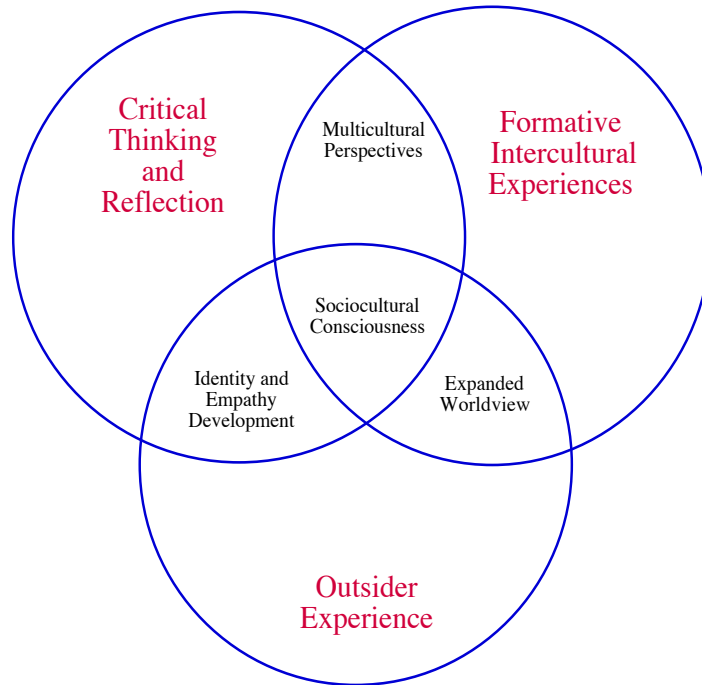 Critical
Thinking
and
Reflection
Multicultural
Perspectives
Formative
Intercultural
Experiences
Sociocultural
Consciousness
Identity and
Empathy
Development
Expanded
Worldview
Outsider
Experience